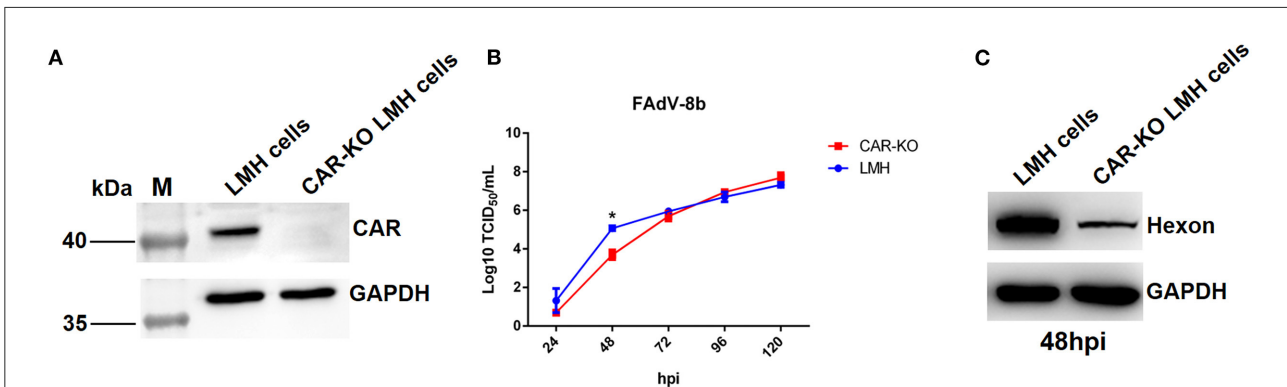 A
kDa
M
LMH cells
CAR-KO LMH cells
40
CAR
GAPDH
35
B
FAdV-8b
Log10 TCID50/mL
10
8
6
4
2
0
*
24
48
72
96
120
hpi
CAR-KO
LMH
C
LMH cells
CAR-KO LMH cells
Hexon
GAPDH
48hpi